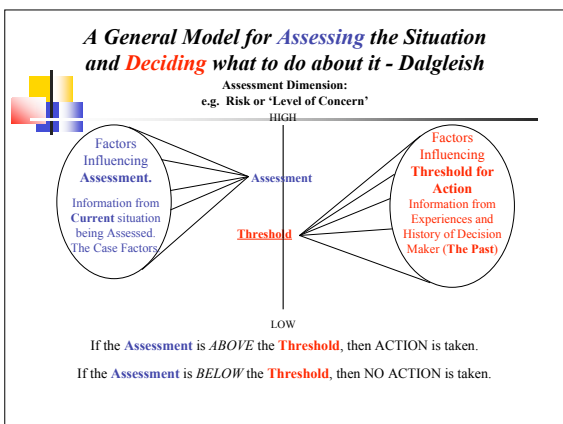 A General Model for Assessing the Situation
and Deciding what to do about it - Dalgleish
Assessment Dimension:
e.g. Risk or ‘Level of Concern’
HIGH
Factors
Influencing
Assessment.
Information from
Current situation
being Assessed.
The Case Factors.
Assessment
Threshold
Factors
Influencing
Threshold for
Action
Information from
Experiences and
History of Decision
Maker (The Past)
LOW
If the Assessment is ABOVE the Threshold, then ACTION is taken.
If the Assessment is BELOW the Threshold, then NO ACTION is taken.